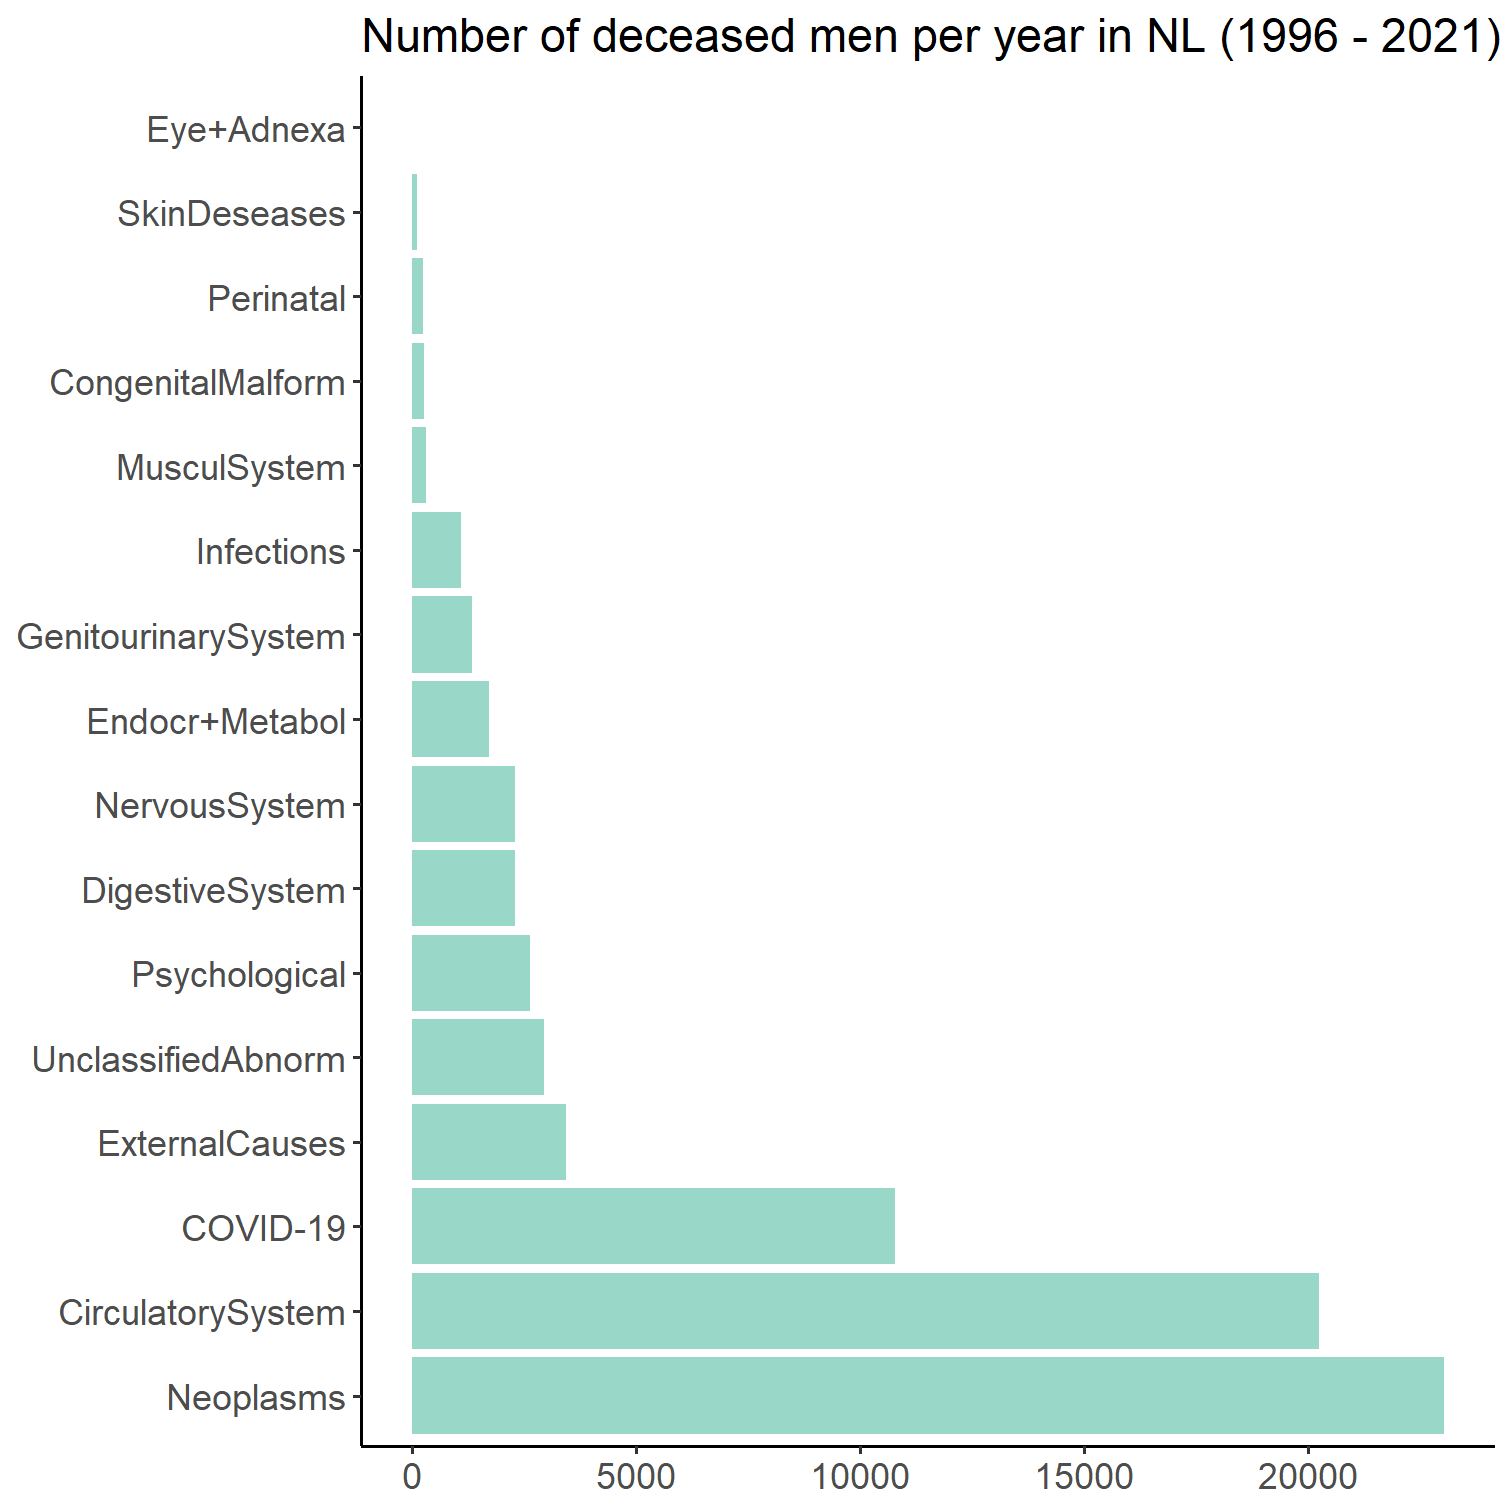 Number of deceased men per year in NL (1996 - 2021)
Eye+Adnexa
SkinDeseases
Perinatal
CongenitalMalform
MusculSystem
Infections
GenitourinarySystem
Endocr+Metabol
NervousSystem
DigestiveSystem
Psychological
UnclassifiedAbnorm
ExternalCauses
COVID-19
CirculatorySystem
Neoplasms
0 5000 10000 15000 20000